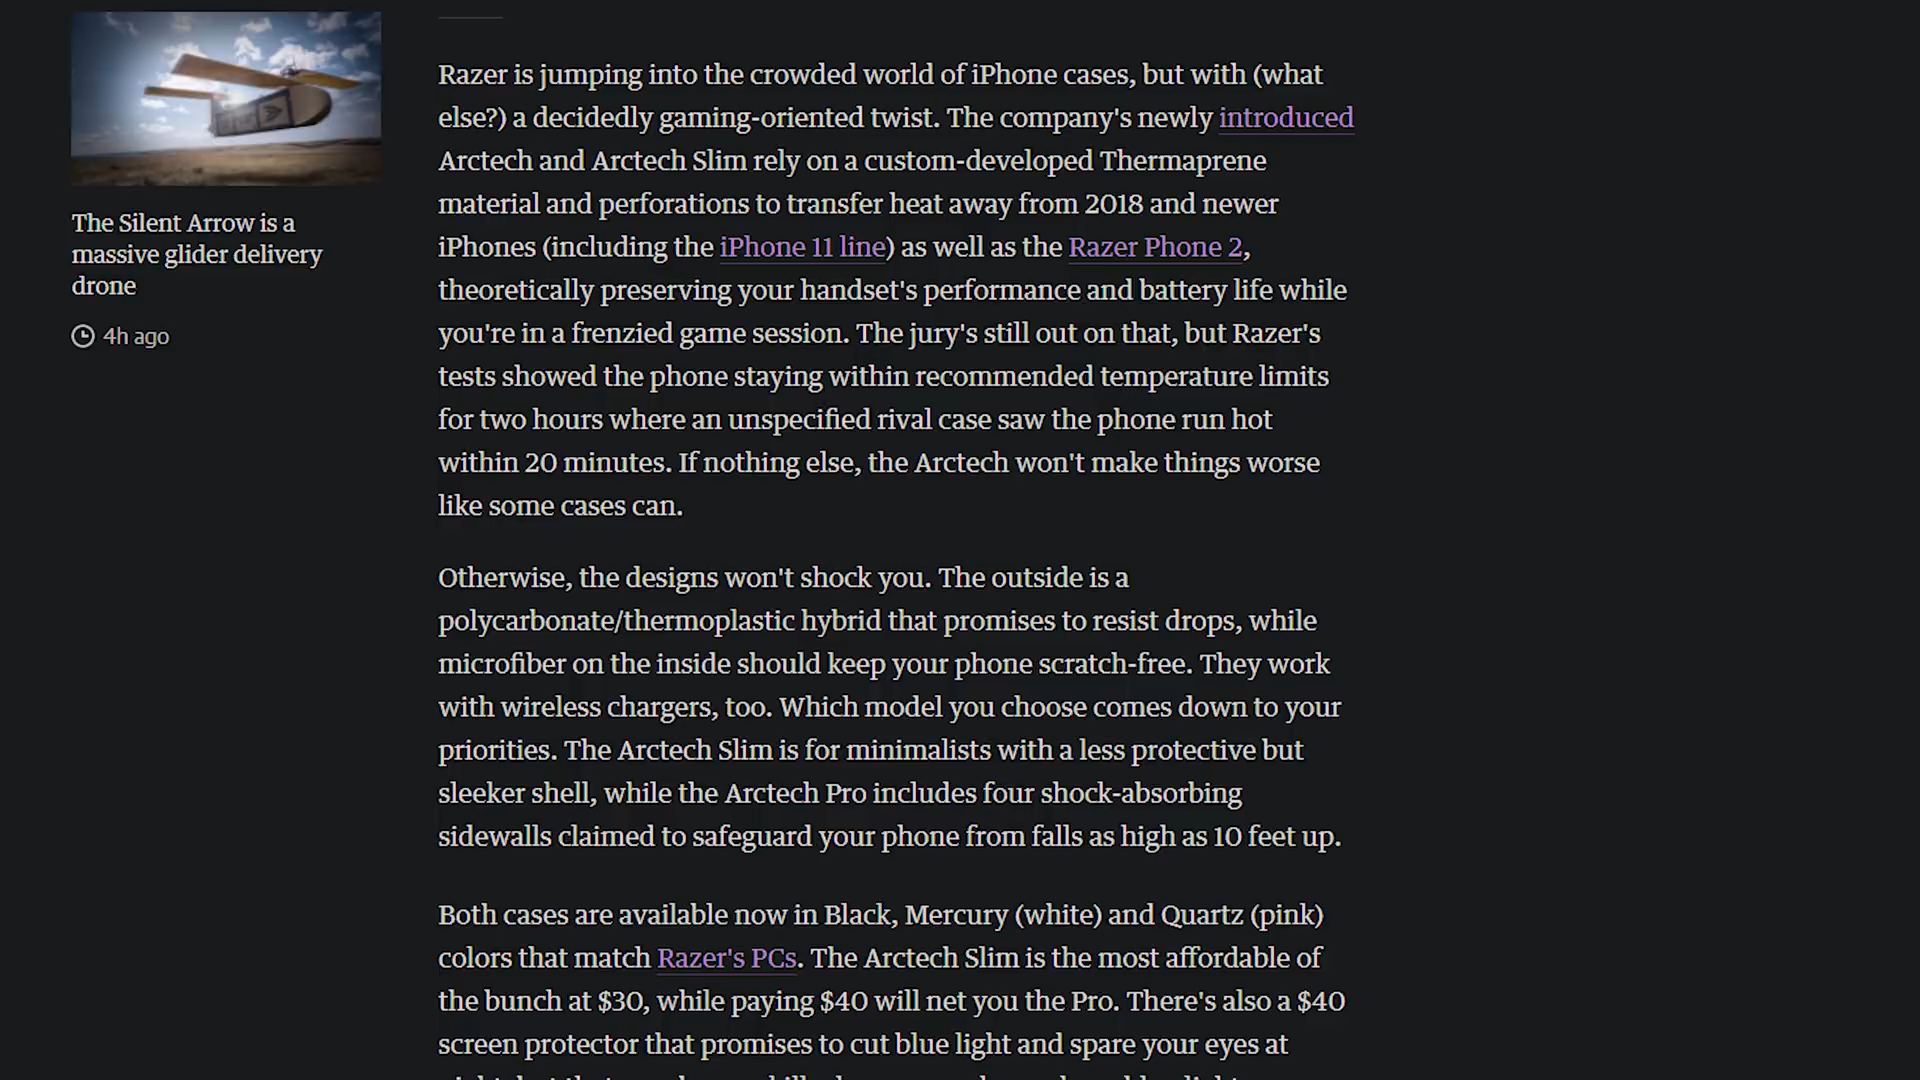 The Silent Arrow is a
massive glider delivery
drone
4h ago
Razer is jumping into the crowded world of iPhone cases, but with (what
else?) a decidedly gaming-oriented twist. The company's newly introduced
Arctech and Arctech Slim rely on a custom-developed Thermaprene
material and perforations to transfer heat away from 2018 and newer
iPhones (including the iPhone 11 line) as well as the Razer Phone 2,
theoretically preserving your handset's performance and battery life while
you're in a frenzied game session. The jury's still out on that, but Razer's
tests showed the phone staying within recommended temperature limits
for two hours where an unspecified rival case saw the phone run hot
within 20 minutes. If nothing else, the Arctech won't make things worse
like some cases can.
Otherwise, the designs won't shock you. The outside is a
polycarbonate/thermoplastic hybrid that promises to resist drops, while
microfiber on the inside should keep your phone scratch-free. They work
with wireless chargers, too. Which model you choose comes down to your
priorities. The Arctech Slim is for minimalists with a less protective but
sleeker shell, while the Arctech Pro includes four shock-absorbing
sidewalls claimed to safeguard your phone from falls as high as 10 feet up.
Both cases are available now in Black, Mercury (white) and Quartz (pink)
colors that match Razer's PCs. The Arctech Slim is the most affordable of
the bunch at $30, while paying $40 will net you the Pro. There's also a $40
screen protector that promises to cut blue light and spare your eyes at